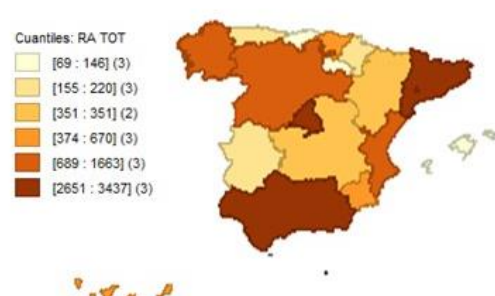 Cuantiles: RA TOT
[69 : 146] (3)
[155 : 220] (3)
[351 : 351] (2)
[374 : 670] (3)
[689 : 1663] (3)
[2651 : 3437] (3)